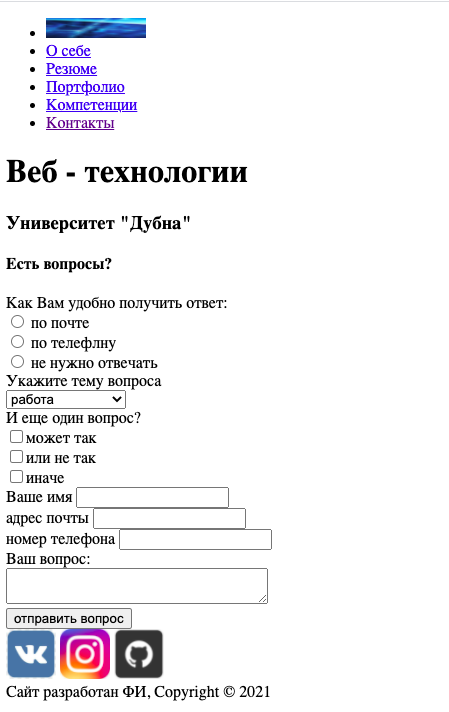 О себе
Резюме
Портфолио
Компетенции
Контакты
Веб - технологии
Университет "Дубна"
Есть вопросы?
Как Вам удобно получить ответ:
по почте
по телефлну
не нужно отвечать
Укажите тему вопроса
работа
И еще один вопрос?
может так
или не так
иначе
Ваше имя
адрес почты
номер телефона
Ваш вопрос:
отправить вопрос
Сайт разработан ФИ, Copyright © 2021